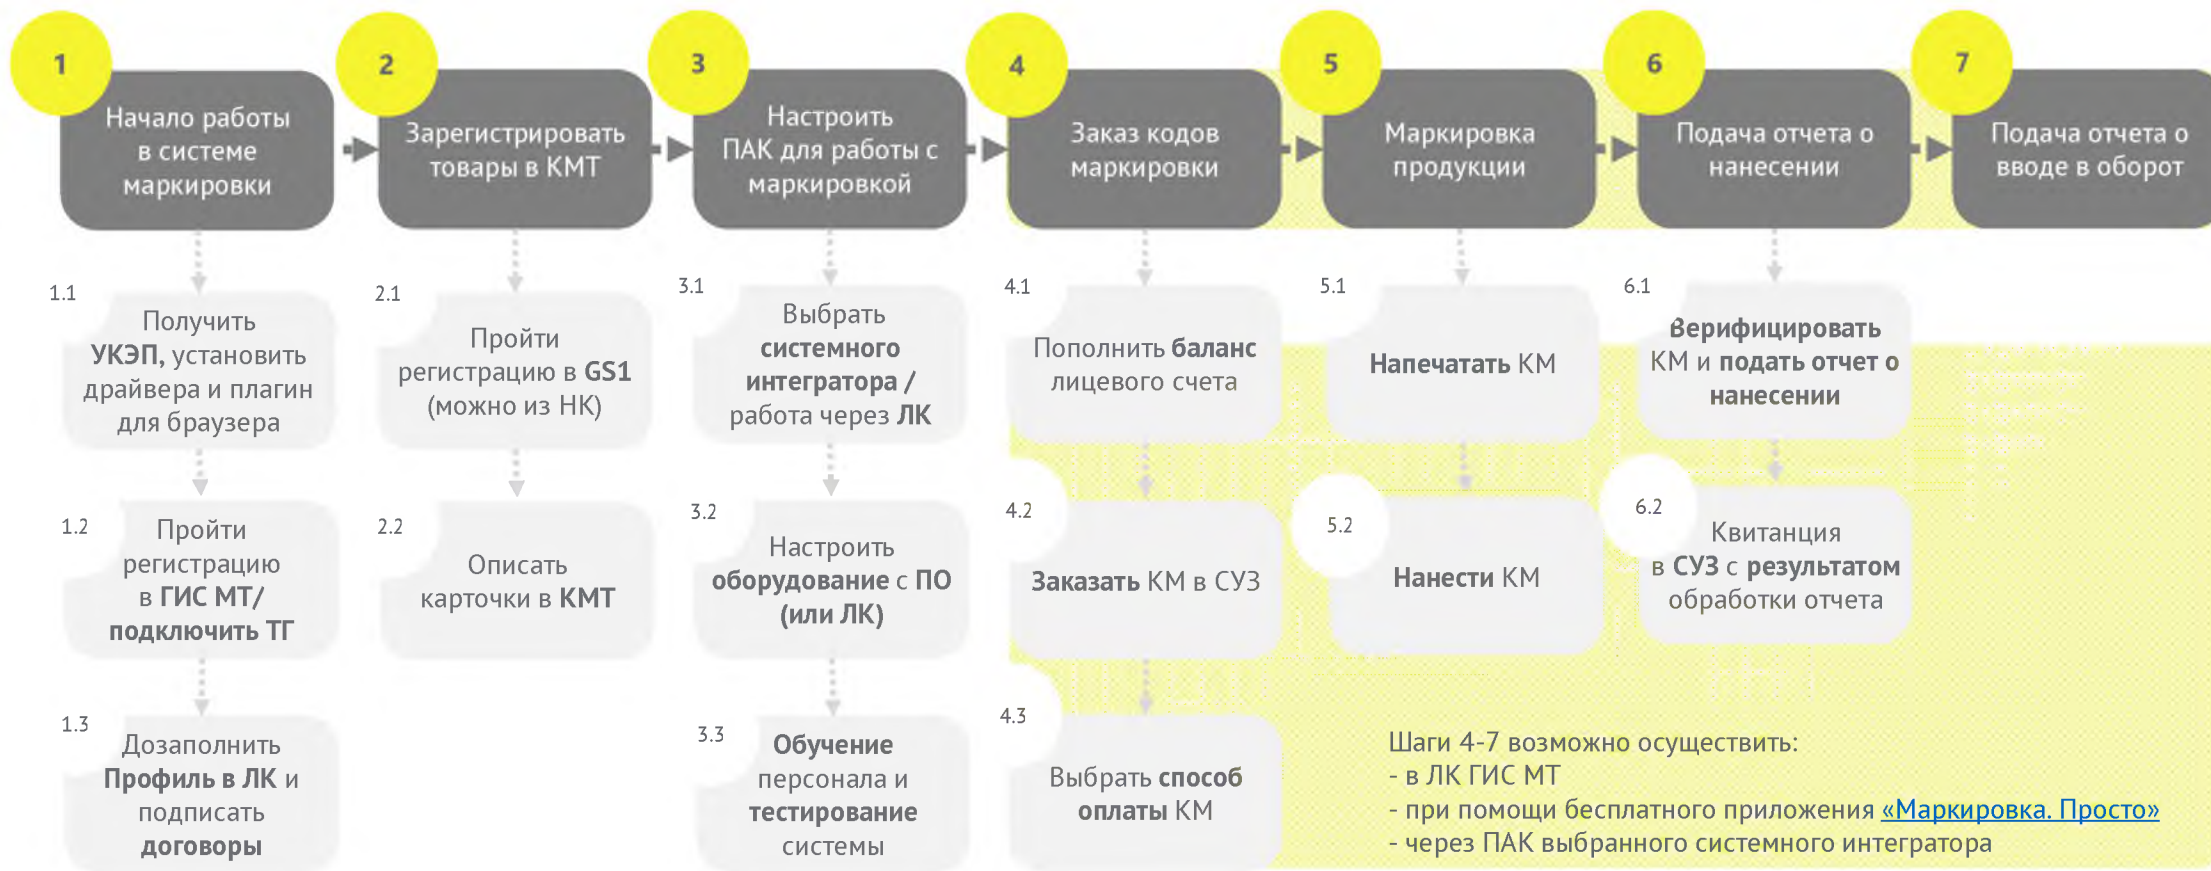 1
Начало работы
в системе
маркировки
2
Зарегистрировать
товары в КМТ
3
Настроить
ПАК для работы с
маркировкой
4
Заказ кодов
маркировки
5
Маркировка
продукции
6
Подача отчета о
нанесении
7
Подача отчета о
вводе в оборот
1.1
Получить
УКЭП, установить
драйвера и плагин
для браузера
1.2
Пройти
регистрацию
в ГИС МТ/
подключить ТГ
1.3
Дозаполнить
Профиль в ЛК и
подписать
договоры
2.1
Пройти
регистрацию в GS1
(можно из НК)
2.2
Описать
карточки в КМТ
3.1
Выбрать
системного
интегратора /
работа через ЛК
3.2
Настроить
оборудование с ПО
(или ЛК)
3.3
Обучение
персонала и
тестирование
системы
4.1
Пополнить баланс
лицевого счета
4.2
Заказать КМ в СУЗ
4.3
Выбрать способ
оплаты КМ
5.1
Напечатать КМ
5.2
Нанести КМ
6.1
Верифицировать
КМ и подать отчет о
нанесении
6.2
Квитанция
в СУЗ с результатом
обработки отчета
Шаги 4-7 возможно осуществить:
- в ЛК ГИС МТ
- при помощи бесплатного приложения «Маркировка. Просто»
- через ПАК выбранного системного интегратора